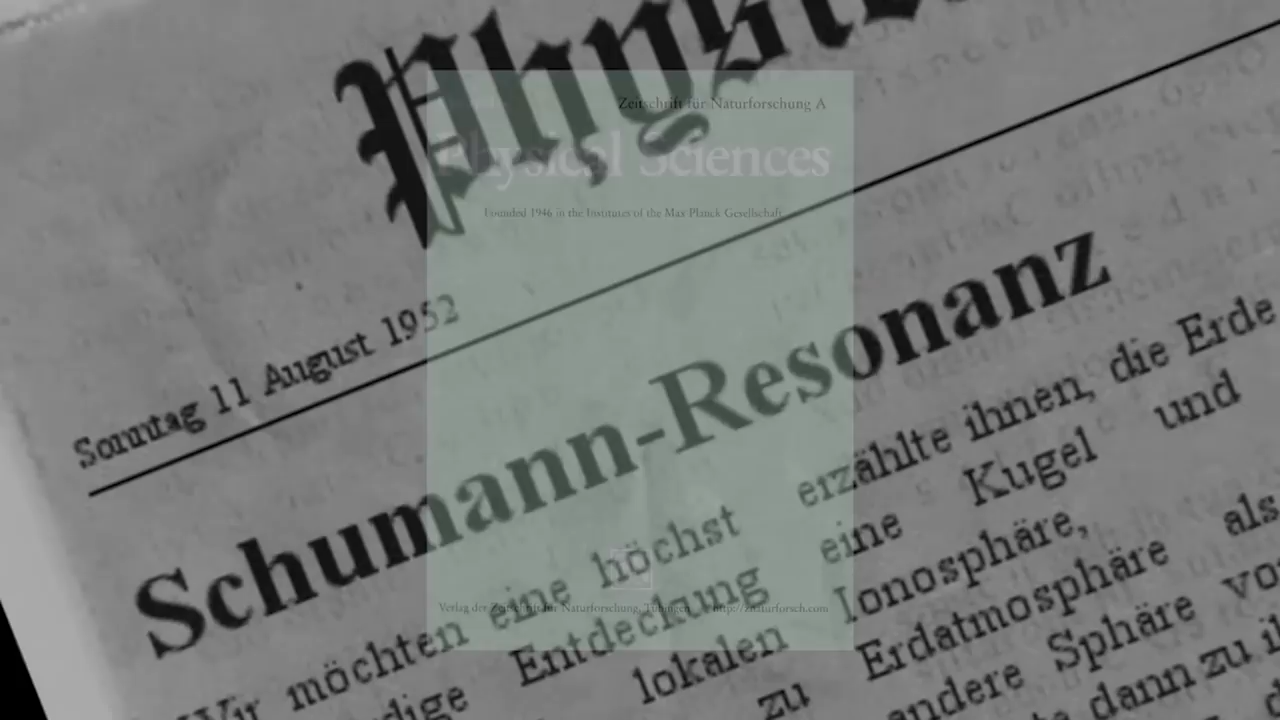 Zeitschrift für Naturforschung A
Physical Sciences
Founded 1946 in the Institutes of the Max Planck Gesellschaft
Sonntag 11 August 1952
Schumann-Resonanz
Wir möchten eine höchst
Entdeckung
lokalen
zu
erzählte ihnen, die Erde
eine Kugel und
Ionosphäre,
Erdatmosphäre als
andere Sphäre
dann zu
Verlag der Zeitschrift für Naturforschung, Tübingen http://znaturforsch.com